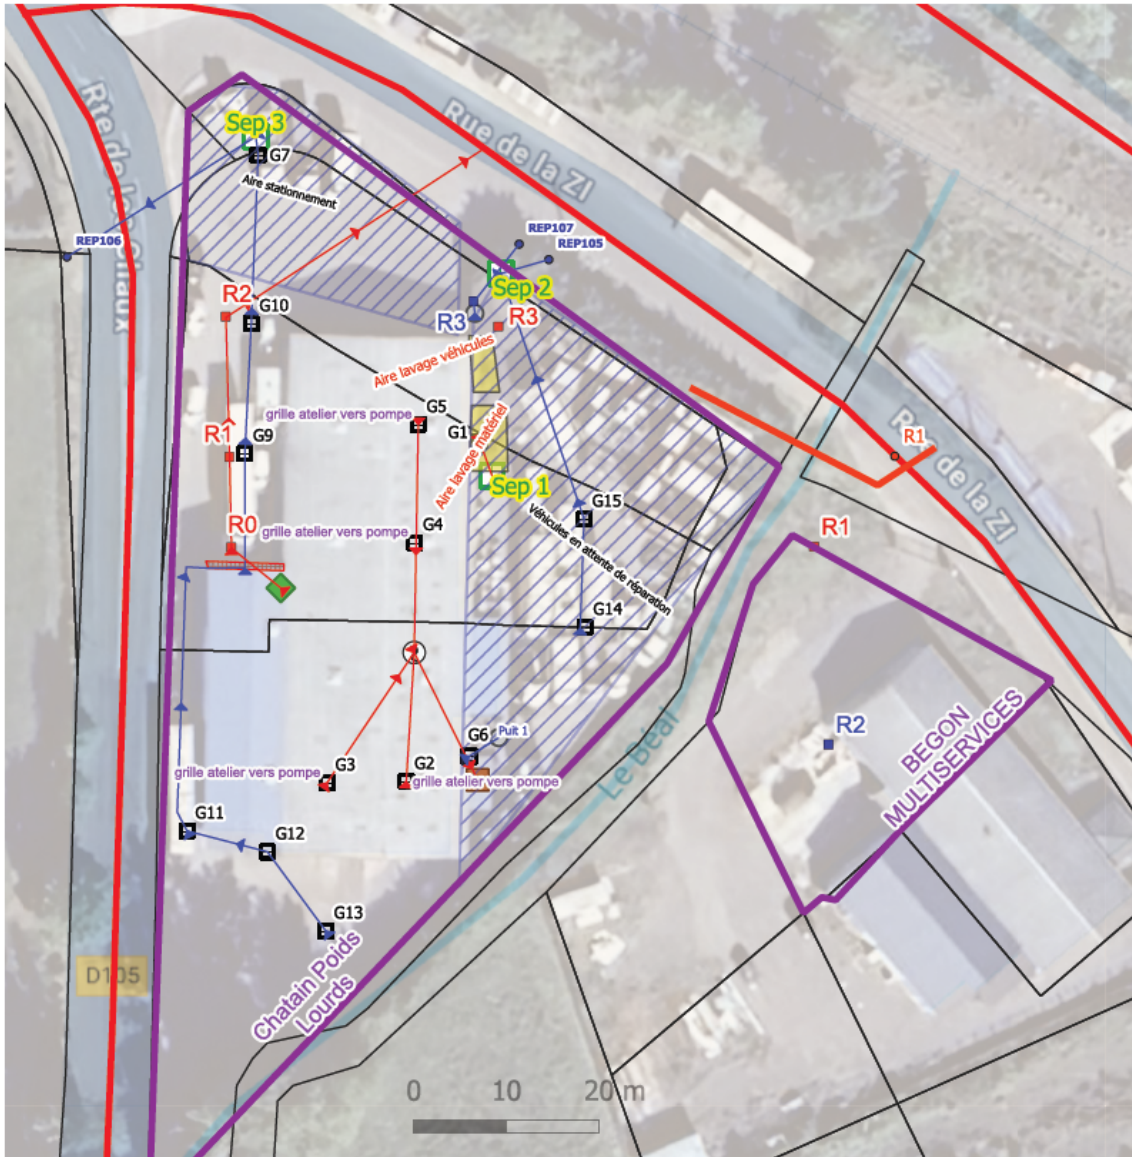 Rte de la
Chaux
Rue de la ZI
Sep 3
G7
Aire stationnement
REP106
REP107
REP105
Sep 2
R2
G10
R3
R3
Aire lavage véhicules
G5
grille atelier vers pompe
G1
Aire lavage matériel
R1
G9
Sep 1
G15
Véhicules en attente de réparation
R1
Rue de la ZI
R0
grille atelier vers pompe
G4
R1
G14
G6
Puit 1
R2
BEGON
MULTISERVICES
Le Béal
grille atelier vers pompe
G3
G2
grille atelier vers pompe
G11
G12
G13
D105
Chatain Poids
Lourds
0 10 20 m